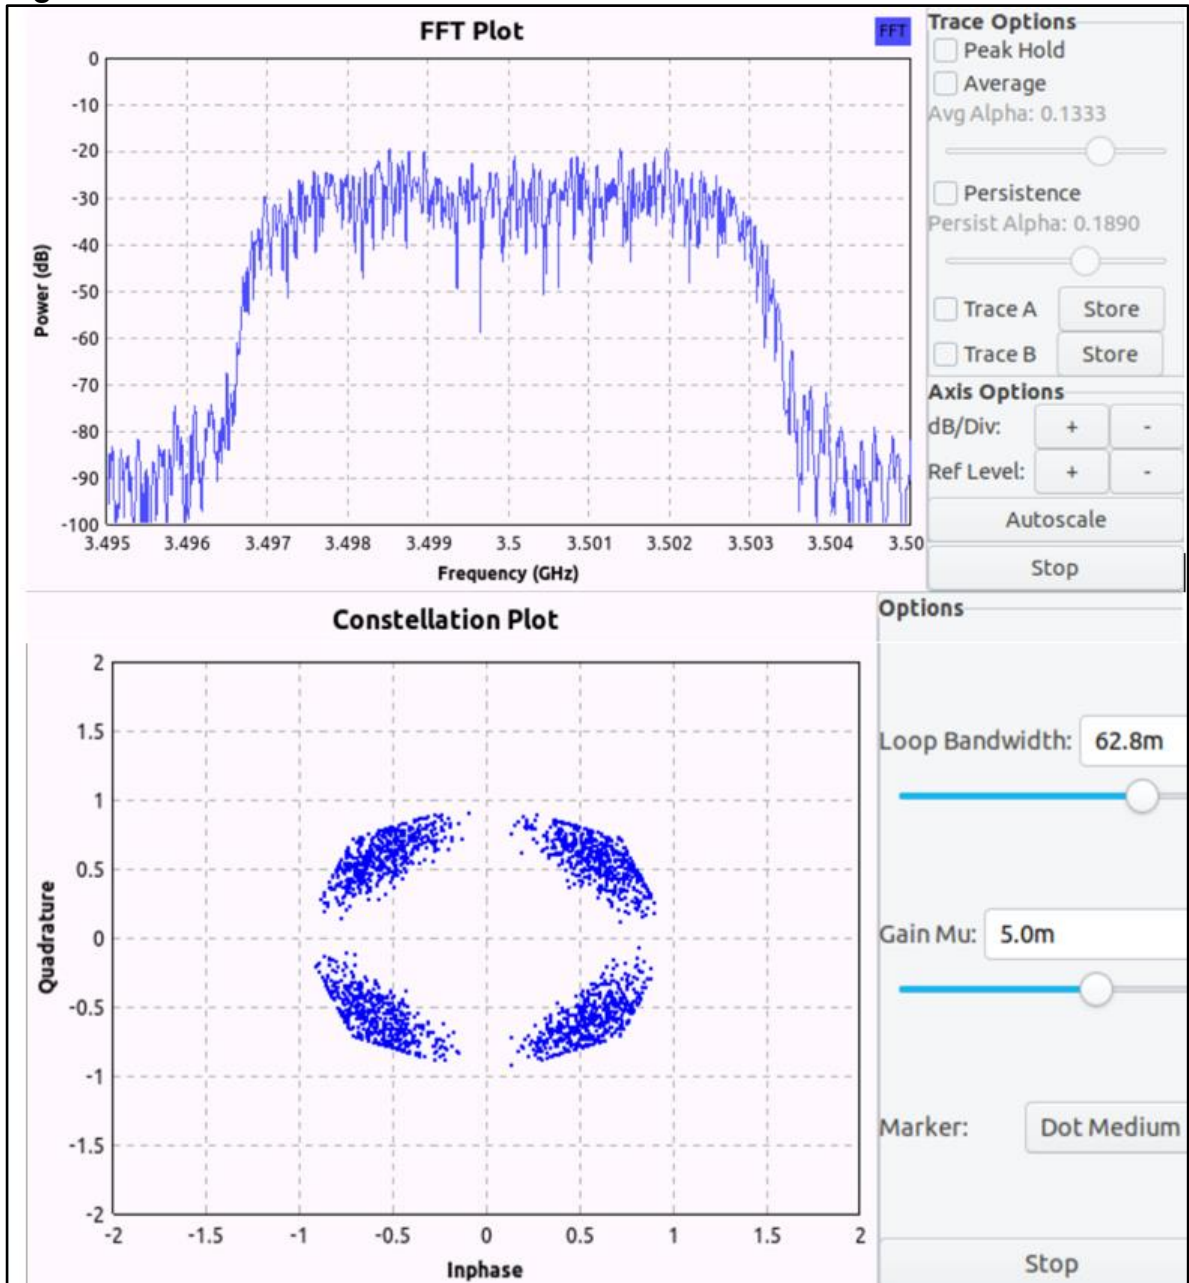 FFT Plot
FFT
0
-10
-20
-30
-40
-50
-60
-70
-80
-90
-100
Power (dB)
3.495 3.496 3.497 3.498 3.499 3.5 3.501 3.502 3.503 3.504 3.50
Frequency (GHz)
Trace Options
Peak Hold
Average
Avg Alpha: 0.1333
Persistence
Persist Alpha: 0.1890
Trace A Store
Trace B Store
Axis Options
dB/Div: + -
Ref Level: + -
Autoscale
Stop
Constellation Plot
2
1.5
1
0.5
0
-0.5
-1
-1.5
-2
Quadrature
-2 -1.5 -1 -0.5 0 0.5 1 1.5 2
Inphase
Options
Loop Bandwidth: 62.8m
Gain Mu: 5.0m
Marker: Dot Medium
Stop